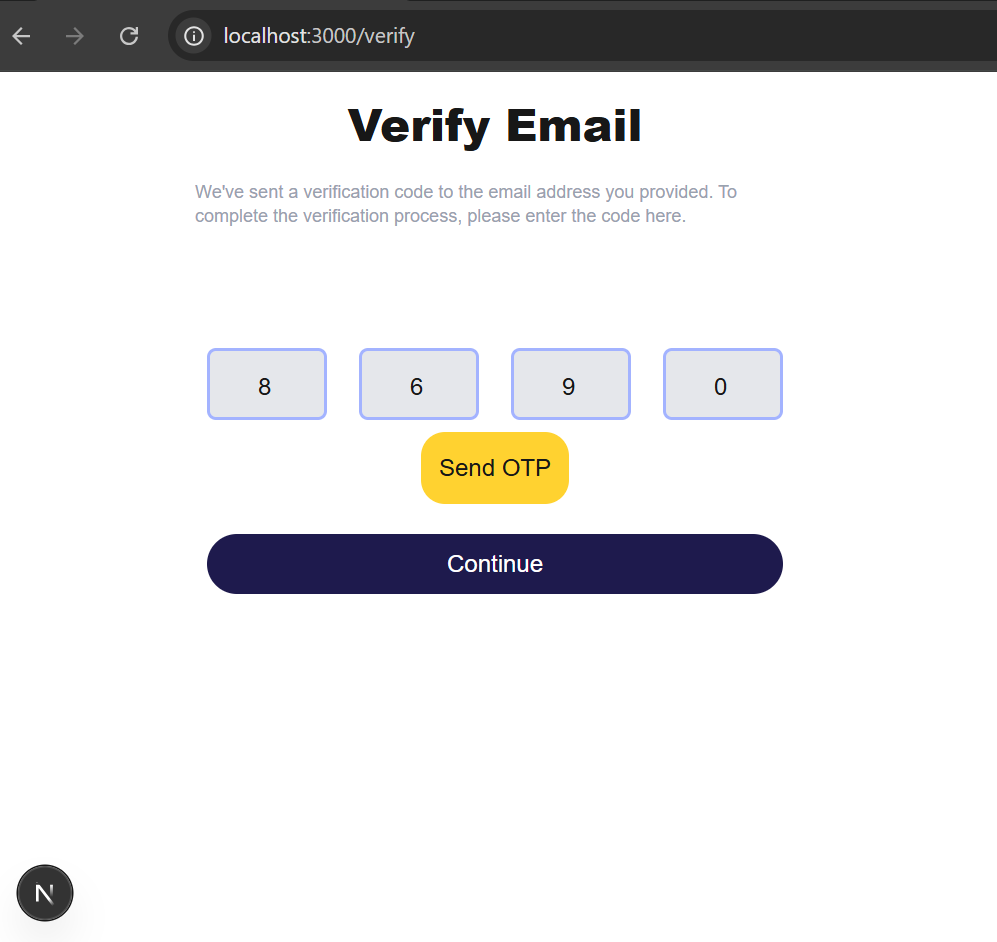 localhost:3000/verify
Verify Email
We've sent a verification code to the email address you provided. To
complete the verification process, please enter the code here.
8 6 9 0
Send OTP
Continue
N